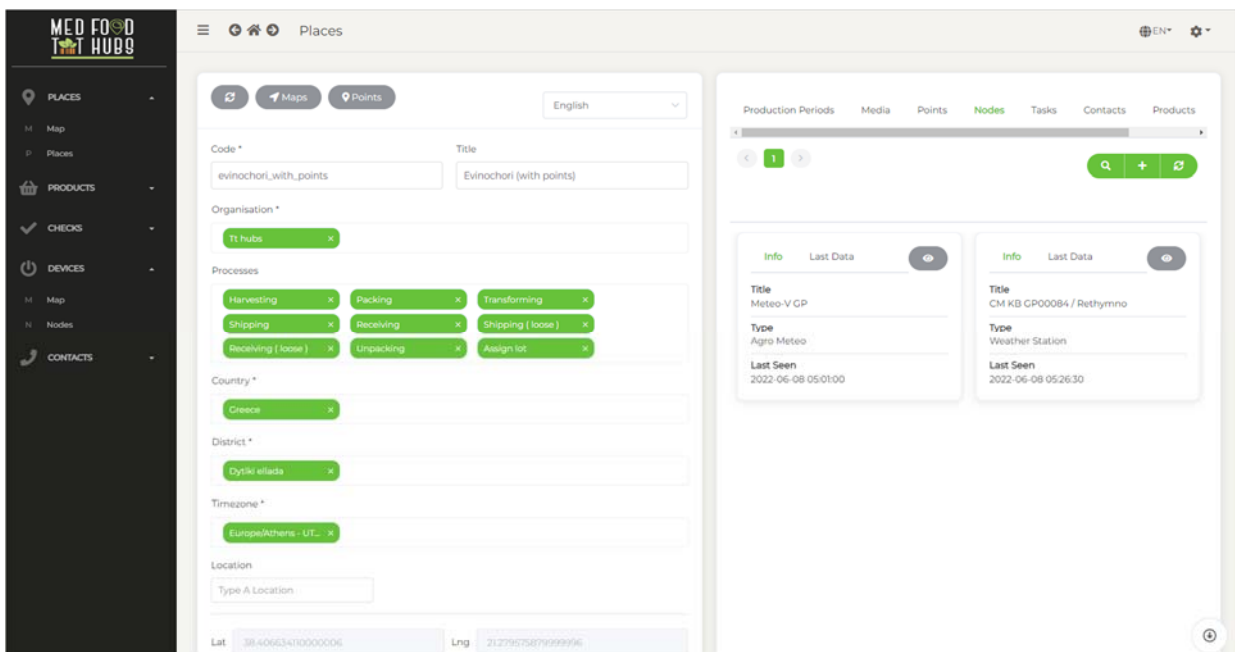 MED FOOD
TTT HUBS
Places
EN
PLACES
M Map
P Places
PRODUCTS
CHECKS
DEVICES
M Map
N Nodes
CONTACTS
Maps
Points
English
Code *
Title
evinochori_with_points
Evinochori (with points)
Organisation *
Tt hubs ×
Processes
Harvesting × Packing × Transforming ×
Shipping × Receiving × Shipping ( loose ) ×
Receiving ( loose ) × Unpacking × Assign lot ×
Country *
Greece ×
District *
Dytiki ellada ×
Timezone *
Europe/Athens - UT... ×
Location
Type A Location
Lat 38.40663411000006 Lng 21.27957587999996
Production Periods Media Points Nodes Tasks Contacts Products
1
Info Last Data
Title
Meteo-V GP
Type
Agro Meteo
Last Seen
2022-06-08 05:01:00
Info Last Data
Title
CM KB GP00084 / Rethymno
Type
Weather Station
Last Seen
2022-06-08 05:26:30